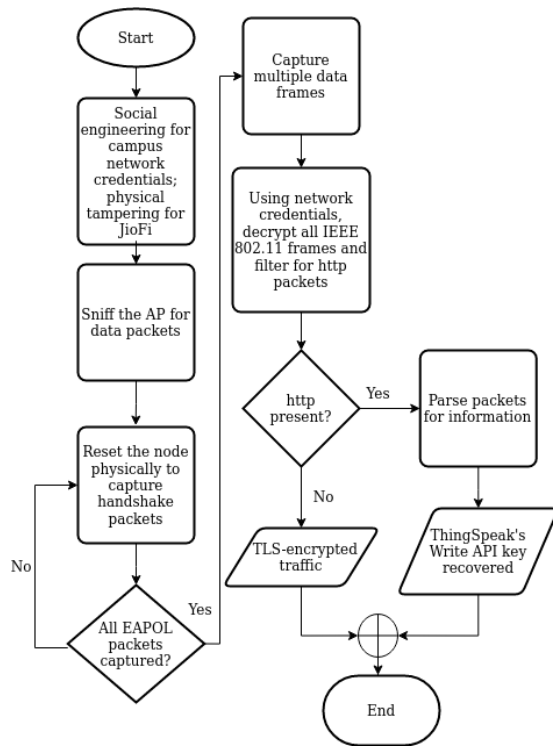 Start
Social
engineering for
campus
network
credentials;
physical
tampering for
JioFi
Sniff the AP for
data packets
Reset the node
physically to
capture
handshake
packets
No
All EAPOL
packets
captured?
Yes
Capture
multiple data
frames
Using network
credentials,
decrypt all IEEE
802.11 frames and
filter for http
packets
http
present?
Yes
Parse packets
for information
No
TLS-encrypted
traffic
ThingSpeak's
Write API key
recovered
End